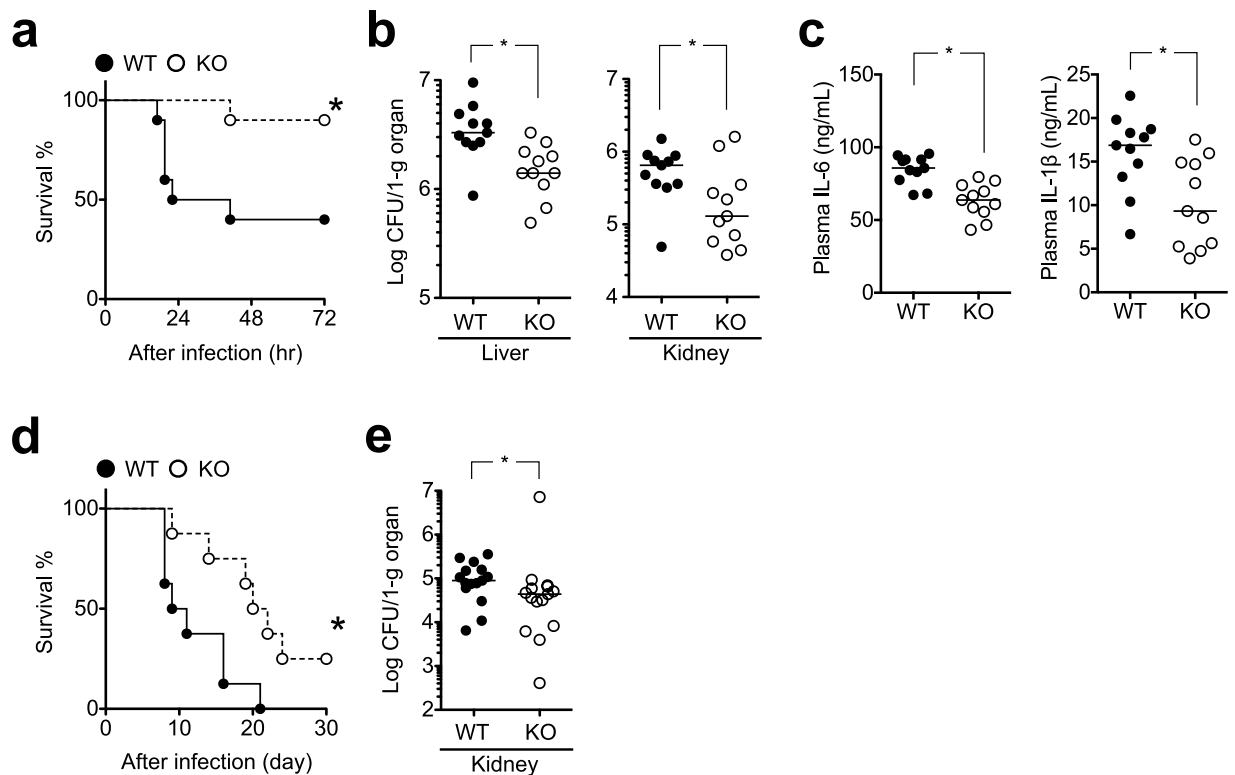 a
WT KO
Survival %
100
50
0
*
0 24 48 72
After infection (hr)
b
Log CFU/1-g organ
7
6
5
*
WT KO
Liver
7
6
5
4
*
WT KO
Kidney
c
Plasma IL-6 (ng/mL)
150
100
50
0
*
WT KO
Plasma IL-1β (ng/mL)
25
20
15
10
5
0
*
WT KO
d
WT KO
Survival %
100
50
0
*
0 10 20 30
After infection (day)
e
Log CFU/1-g organ
7
6
5
4
3
2
*
WT KO
Kidney